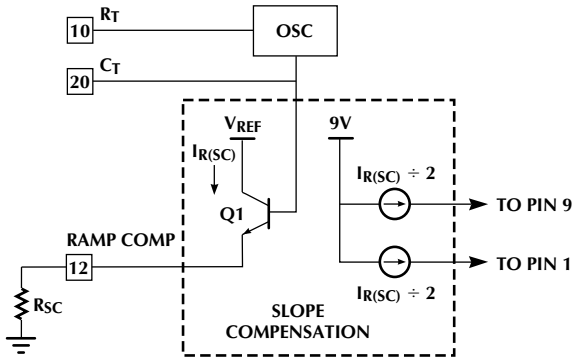 10
RT
OSC
20
CT
VREF
9V
IR(SC)
IR(SC) ÷ 2
TO PIN 9
Q1
RAMP COMP
12
TO PIN 1
IR(SC) ÷ 2
RSC
SLOPE
COMPENSATION